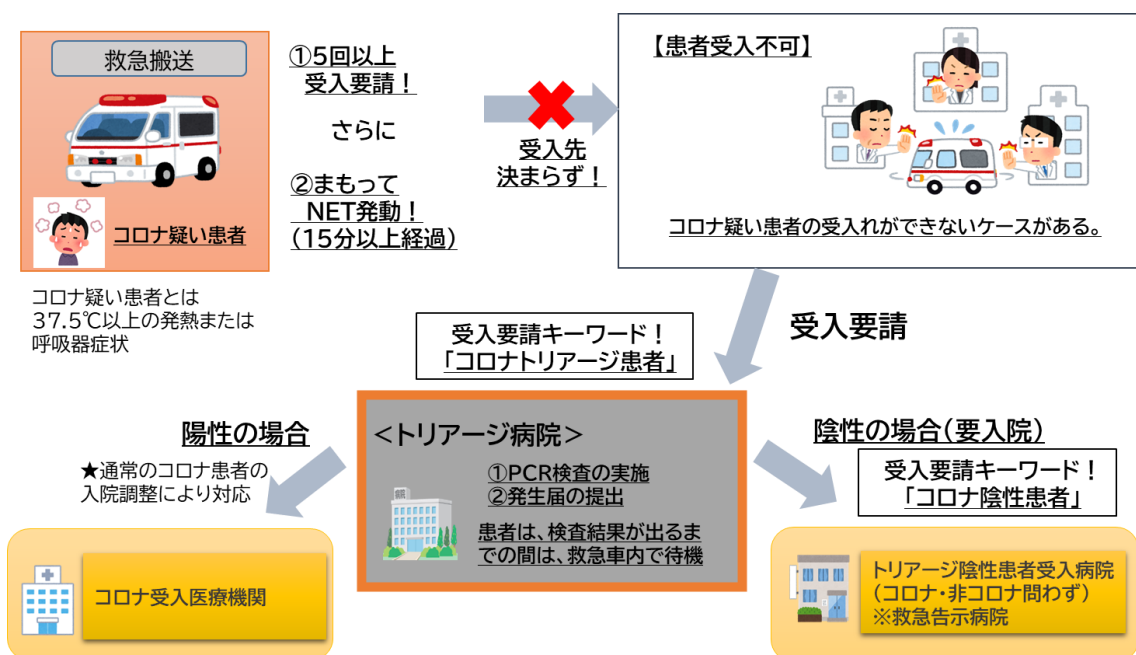 救急搬送
コロナ疑い患者
コロナ疑い患者とは
37.5℃以上の発熱または
呼吸器症状
①5回以上
受入要請！
さらに
②まもって
NET発動！
（15分以上経過）
受入先
決まらず！
【患者受入不可】
コロナ疑い患者の受入れができないケースがある。
受入要請
受入要請キーワード！
「コロナトリアージ患者」
＜トリアージ病院＞
①PCR検査の実施
②発生届の提出
患者は、検査結果が出るま
での間は、救急車内で待機
陽性の場合
★通常のコロナ患者の
入院調整により対応
コロナ受入医療機関
陰性の場合（要入院）
受入要請キーワード！
「コロナ陰性患者」
トリアージ陰性患者受入病院
（コロナ・非コロナ問わず）
※救急告示病院